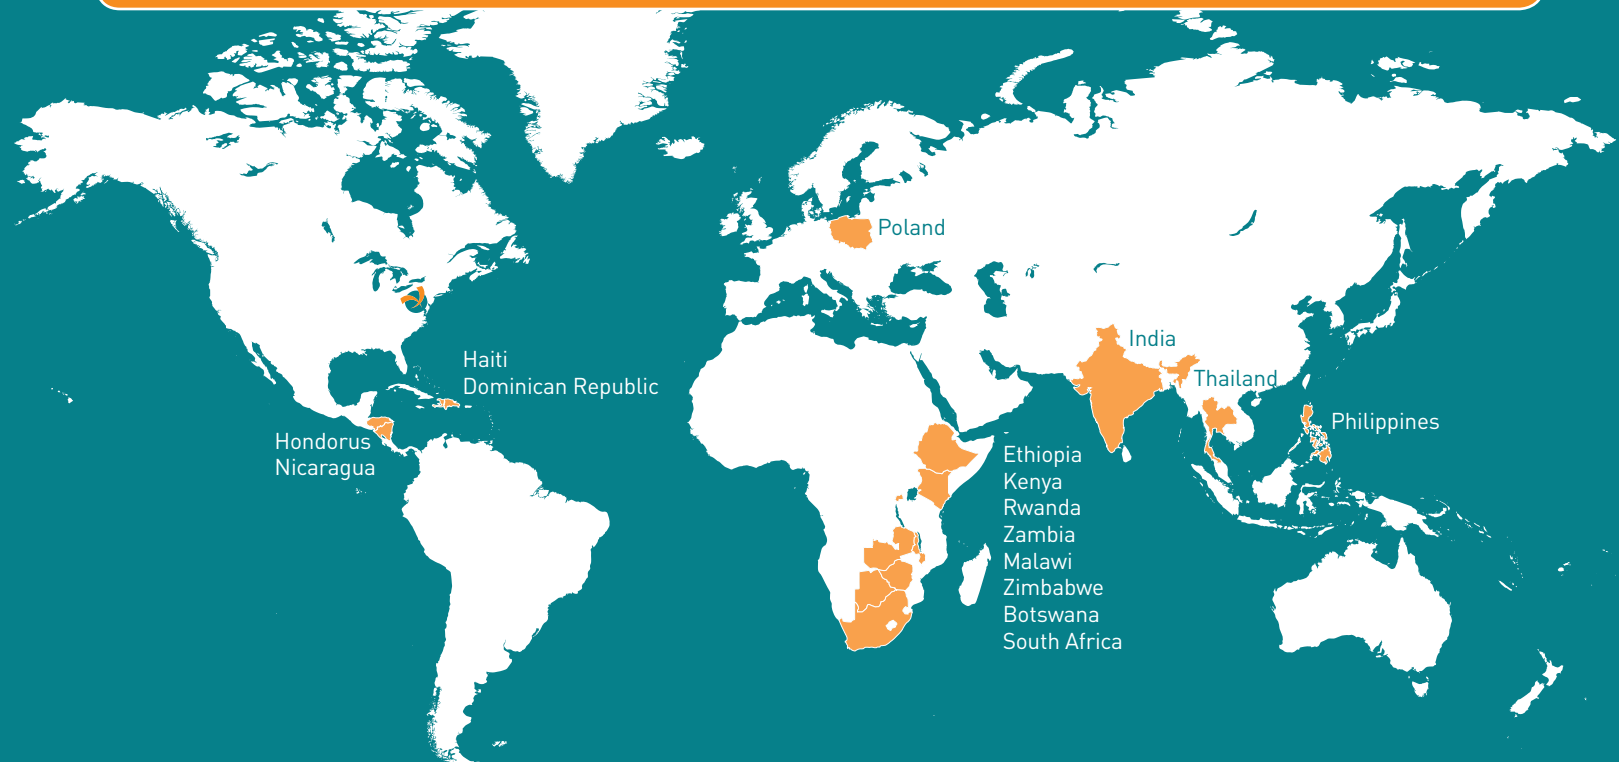 Poland
India
Thailand
Philippines
Haiti
Dominican Republic
Hondorus
Nicaragua
Ethiopia
Kenya
Rwanda
Zambia
Malawi
Zimbabwe
Botswana
South Africa